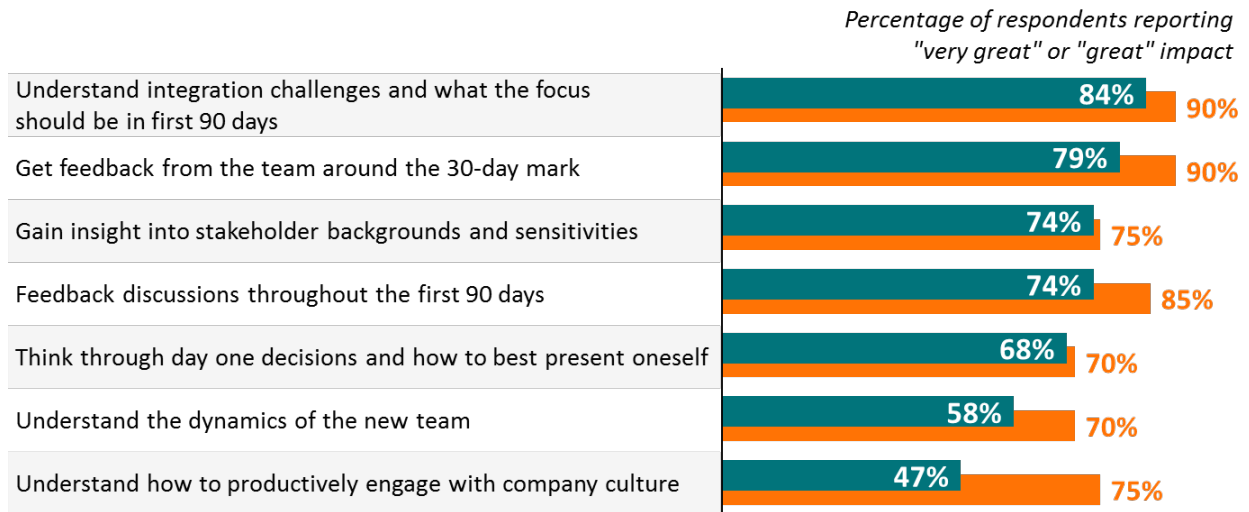 Percentage of respondents reporting
"very great" or "great" impact
Understand integration challenges and what the focus
should be in first 90 days
84%
90%
Get feedback from the team around the 30-day mark
79%
90%
Gain insight into stakeholder backgrounds and sensitivities
74%
75%
Feedback discussions throughout the first 90 days
74%
85%
Think through day one decisions and how to best present oneself
68%
70%
Understand the dynamics of the new team
58%
70%
Understand how to productively engage with company culture
47%
75%